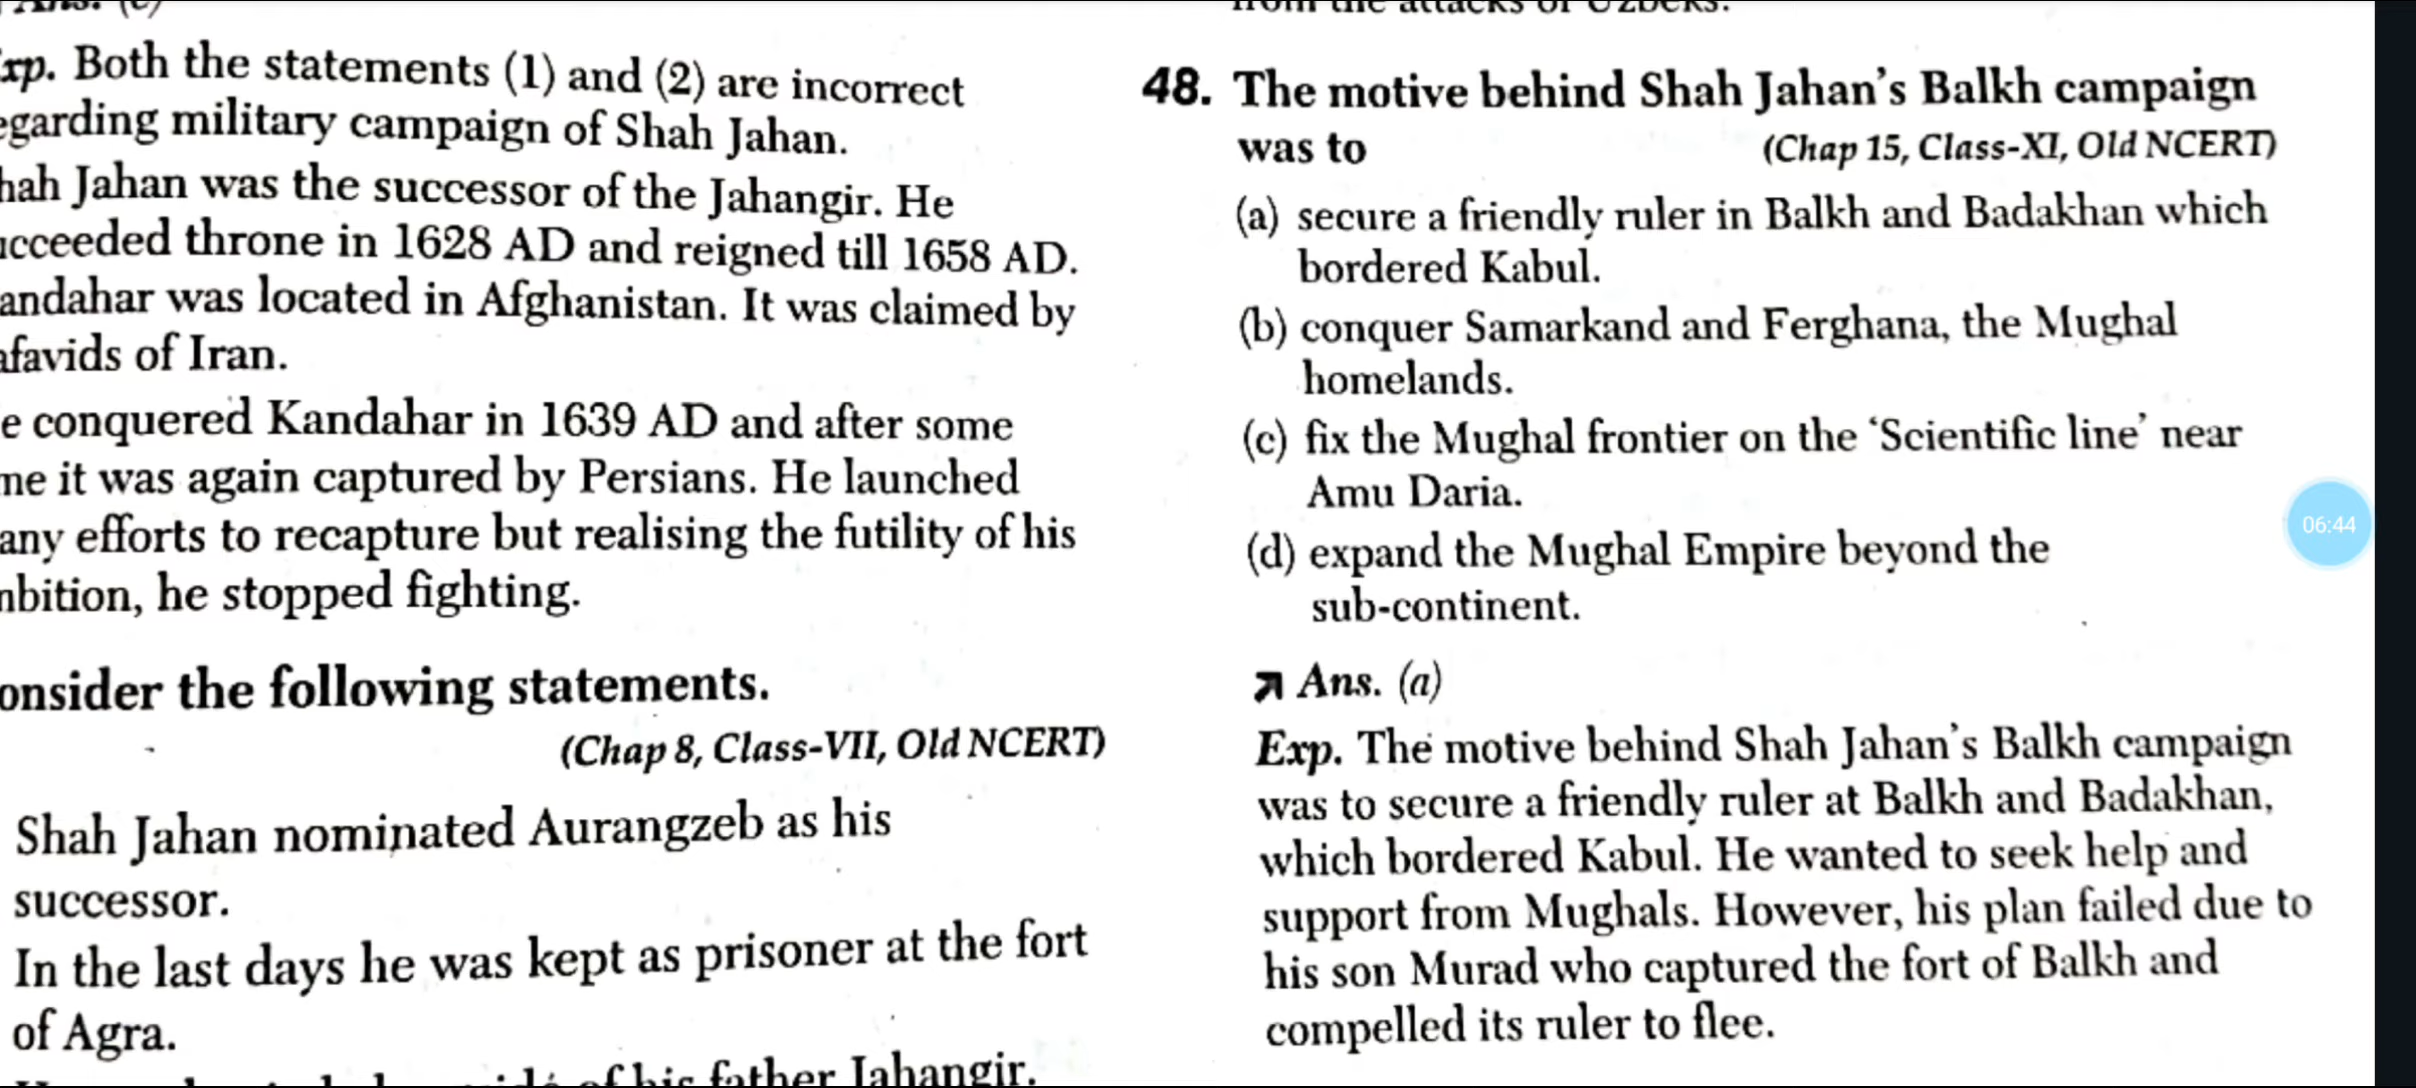 xp. Both the statements (1) and (2) are incorrect
egarding military campaign of Shah Jahan.
hah Jahan was the successor of the Jahangir. He
ucceeded throne in 1628 AD and reigned till 1658 AD.
andahar was located in Afghanistan. It was claimed by
afavids of Iran.
e conquered Kandahar in 1639 AD and after some
me it was again captured by Persians. He launched
any efforts to recapture but realising the futility of his
mbition, he stopped fighting.
onsider the following statements.
(Chap 8, Class-VII, Old NCERT)
Shah Jahan nominated Aurangzeb as his
successor.
In the last days he was kept as prisoner at the fort
of Agra.
of his father Jahangir.
from the attacks of Uzbeks.
48. The motive behind Shah Jahan's Balkh campaign
was to (Chap 15, Class-XI, Old NCERT)
(a) secure a friendly ruler in Balkh and Badakhan which
bordered Kabul.
(b) conquer Samarkand and Ferghana, the Mughal
homelands.
(c) fix the Mughal frontier on the 'Scientific line' near
Amu Daria.
(d) expand the Mughal Empire beyond the
sub-continent.
Ans. (a)
Exp. The motive behind Shah Jahan's Balkh campaign
was to secure a friendly ruler at Balkh and Badakhan,
which bordered Kabul. He wanted to seek help and
support from Mughals. However, his plan failed due to
his son Murad who captured the fort of Balkh and
compelled its ruler to flee.
06:44